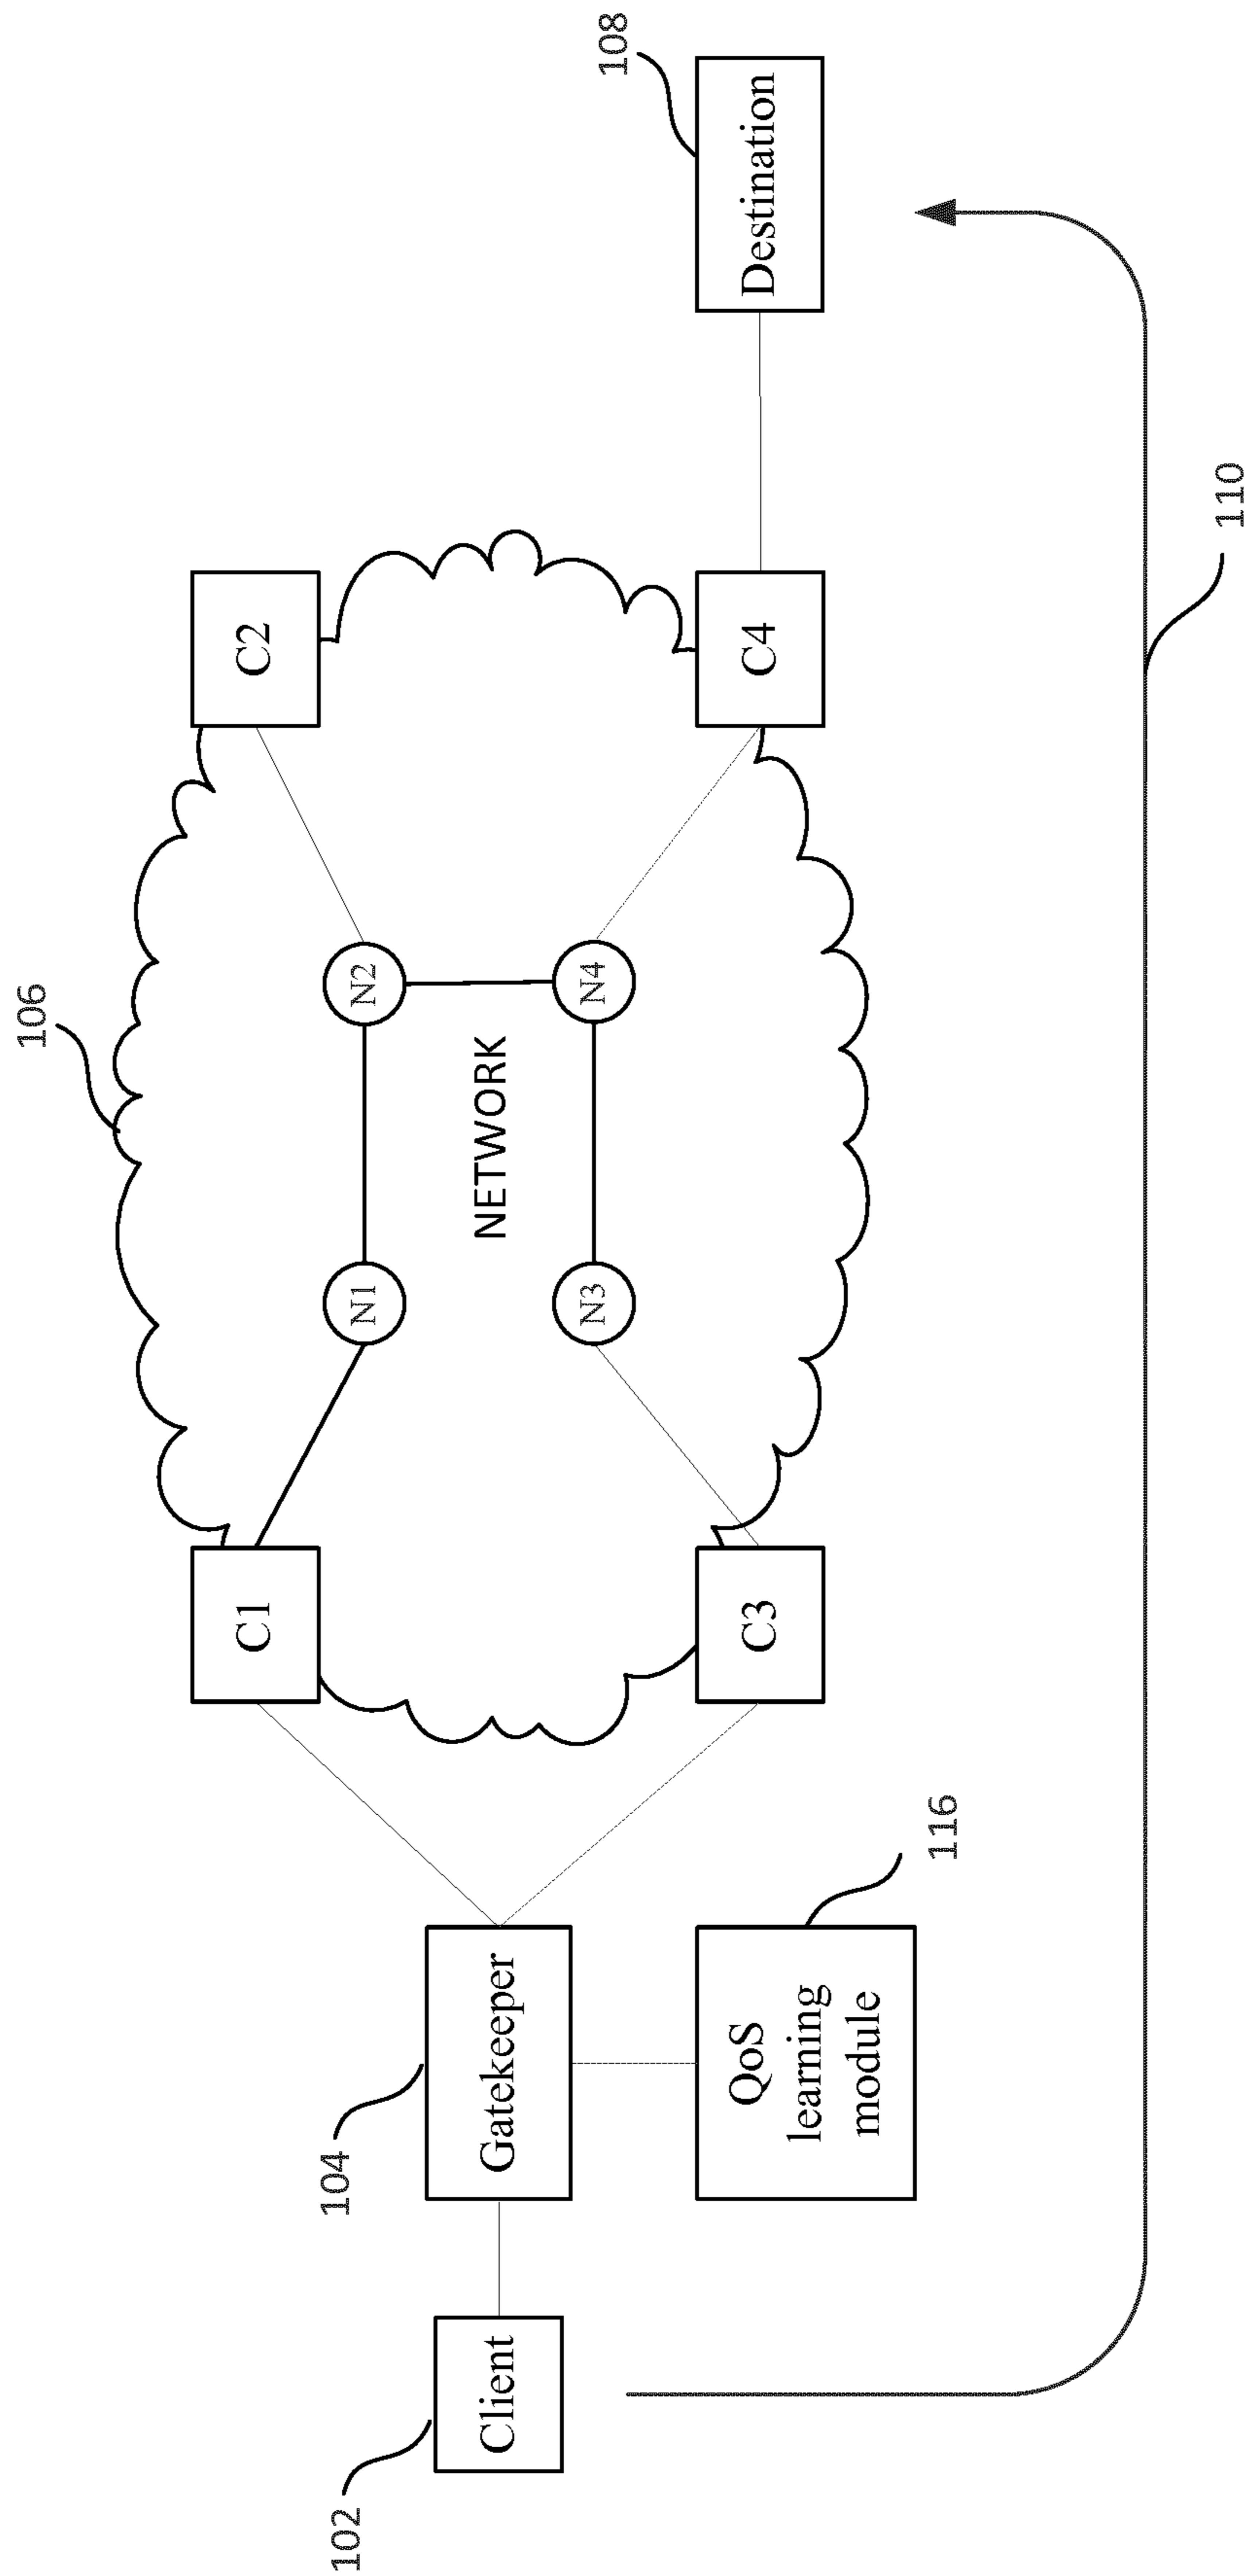 106
C1
C2
N1
N2
108
104
102
Client
Gatekeeper
NETWORK
N3
N4
QoS
learning
module
116
C3
C4
Destination
110